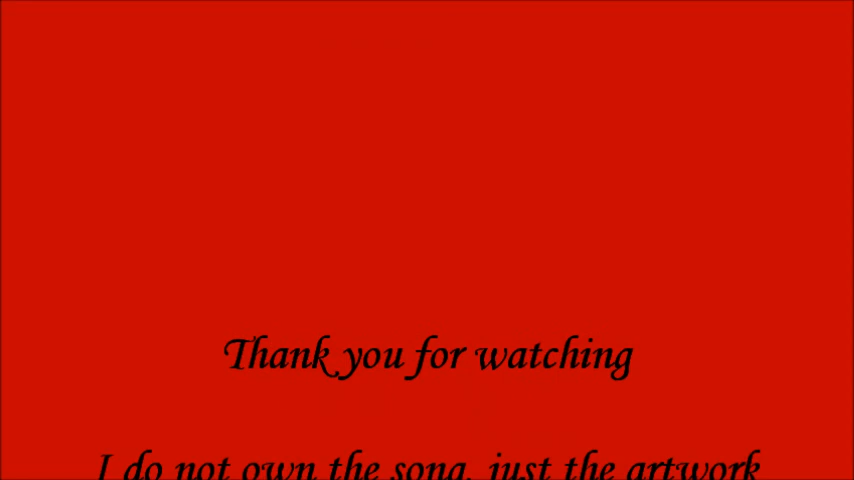 Thank you for watching
I do not own the song, just the artwork